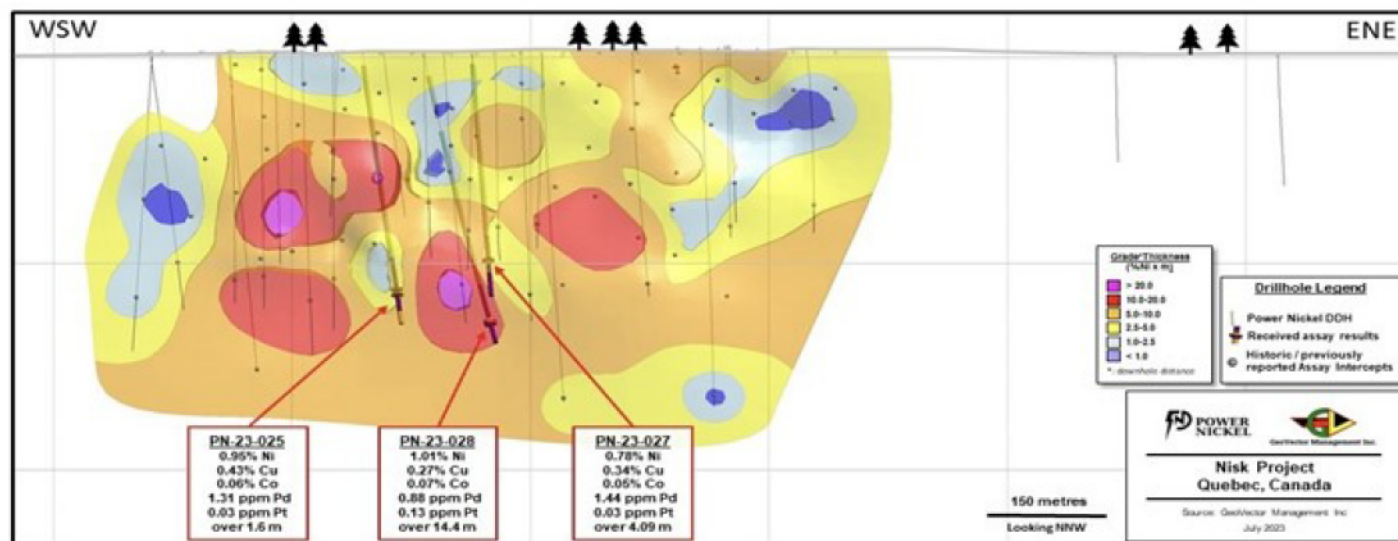 WSW
ENE
Grade*Thickness
(%Ni x m)
> 20.0
10.0-20.0
5.0-10.0
2.5-5.0
1.0-2.5
< 1.0
*: downhole distance
Drillhole Legend
Power Nickel DDH
Received assay results
Historic / previously
reported Assay Intercepts
PN-23-025
0.95% Ni
0.43% Cu
0.06% Co
1.31 ppm Pd
0.03 ppm Pt
over 1.6 m
PN-23-028
1.01% Ni
0.27% Cu
0.07% Co
0.88 ppm Pd
0.13 ppm Pt
over 14.4 m
PN-23-027
0.78% Ni
0.34% Cu
0.05% Co
1.44 ppm Pd
0.03 ppm Pt
over 4.09 m
150 metres
Looking NNW
POWER
NICKEL
GeoVector Management Inc.
Nisk Project
Quebec, Canada
Source: GeoVector Management Inc
July 2023